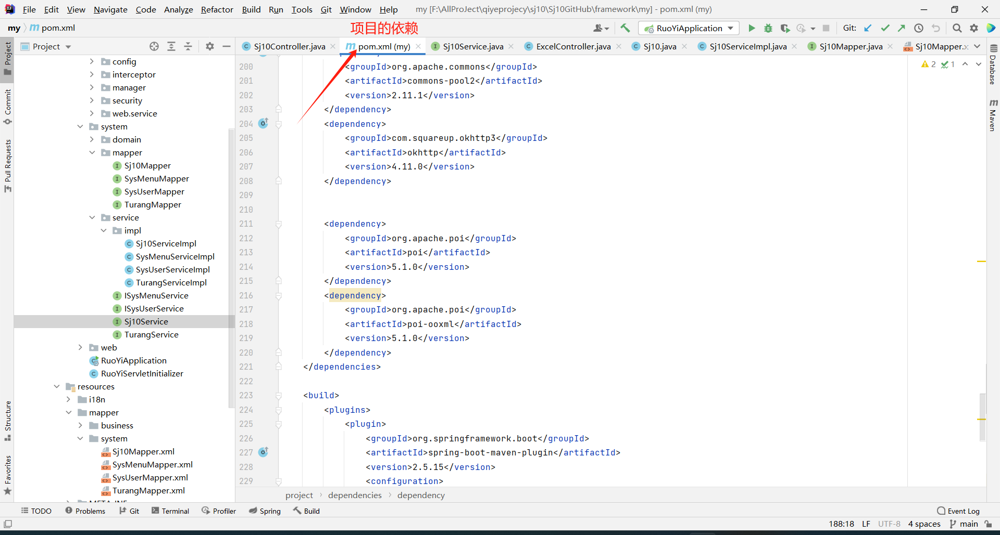 File Edit View Navigate Code Analyze Refactor Build Run Tools Git Window Help my [F:\AllProJect\qiyeprojecy\sj10\Sj10GitHub\framework\my] - pom.xml (my)
my pom.xml 项目的依赖 RuoYiApplication Git:
Project Sj10Controller.java pom.xml (my) Sj10Service.java ExcelController.java Sj10.java Sj10ServiceImpl.java Sj10Mapper.java Sj10Mapper.x
Project
Commit
Pull Requests
Structure
Favorites
config
interceptor
manager
security
web.service
system
domain
mapper
Sj10Mapper
SysMenuMapper
SysUserMapper
TurangMapper
service
impl
Sj10ServiceImpl
SysMenuServiceImpl
SysUserServiceImpl
TurangServiceImpl
ISysMenuService
ISysUserService
Sj10Service
TurangService
web
RuoYiApplication
RuoYiServletInitializer
resources
i18n
mapper
business
system
Sj10Mapper.xml
SysMenuMapper.xml
SysUserMapper.xml
TurangMapper.xml
META-INF
200 <groupId>org.apache.commons</groupId>
201 <artifactId>commons-pool2</artifactId>
202 <version>2.11.1</version>
203 </dependency>
204 <dependency>
205 <groupId>com.squareup.okhttp3</groupId>
206 <artifactId>okhttp</artifactId>
207 <version>4.11.0</version>
208 </dependency>
209
210
211 <dependency>
212 <groupId>org.apache.poi</groupId>
213 <artifactId>poi</artifactId>
214 <version>5.1.0</version>
215 </dependency>
216 <dependency>
217 <groupId>org.apache.poi</groupId>
218 <artifactId>poi-ooxml</artifactId>
219 <version>5.1.0</version>
220 </dependency>
221 </dependencies>
222
223 <build>
224 <plugins>
225 <plugin>
226 <groupId>org.springframework.boot</groupId>
227 <artifactId>spring-boot-maven-plugin</artifactId>
228 <version>2.5.15</version>
229 <configuration>
2 1
Database
Maven
project dependencies dependency
TODO Problems Git Terminal Profiler Spring Build Event Log
188:18 LF UTF-8 4 spaces main